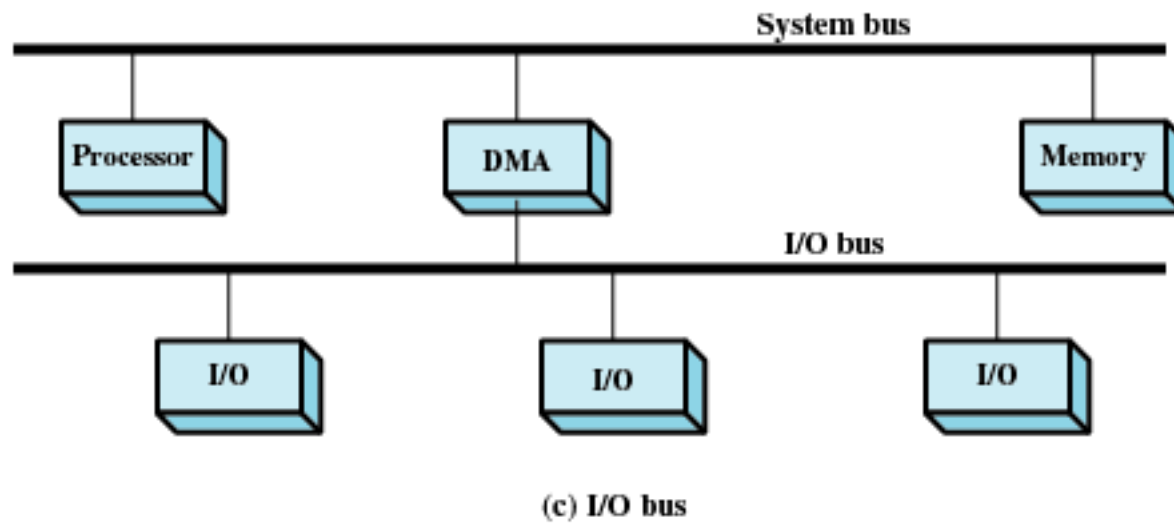 System bus
Processor
DMA
Memory
I/O bus
I/O
I/O
I/O
(c) I/O bus